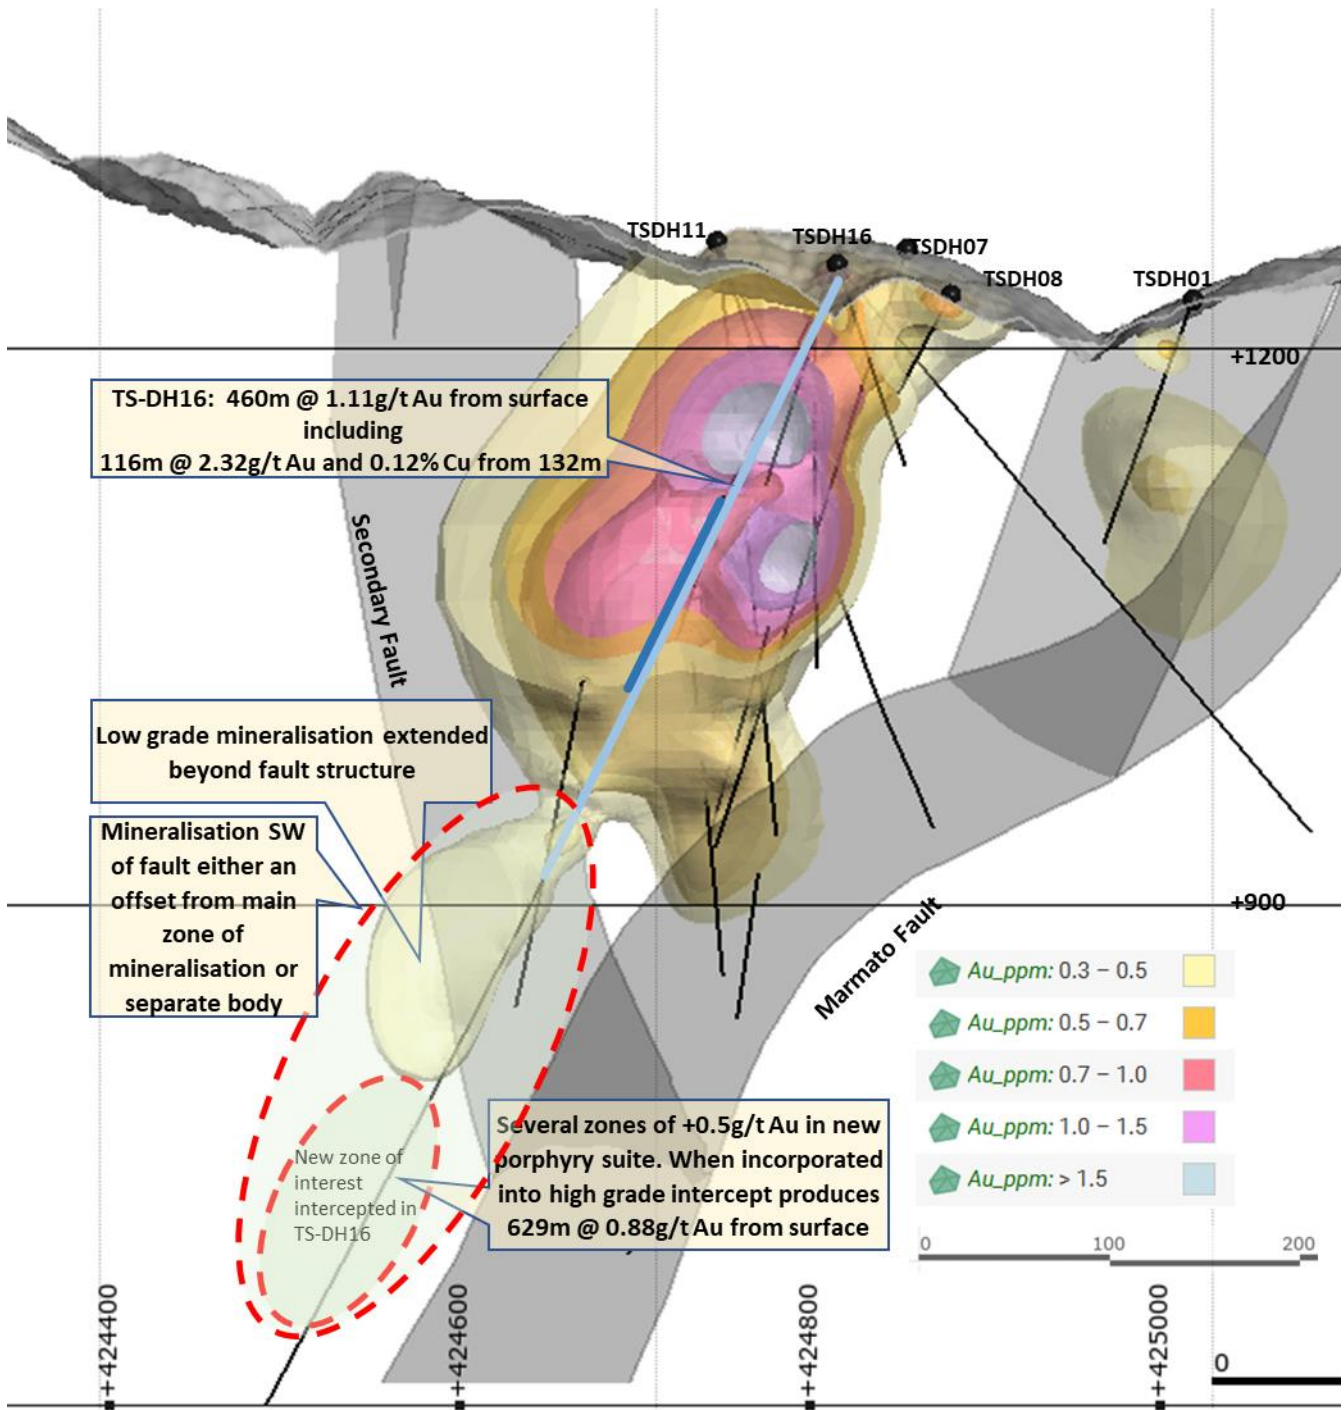 TSDH11
TSDH16
TSDH07
TSDH08
TSDH01
+1200
TS-DH16: 460m @ 1.11g/t Au from surface
including
116m @ 2.32g/t Au and 0.12% Cu from 132m
Secondary Fault
Low grade mineralisation extended
beyond fault structure
Mineralisation SW
of fault either an
offset from main
zone of
mineralisation or
separate body
+900
Marmato Fault
Au_ppm: 0.3 – 0.5
Au_ppm: 0.5 – 0.7
Au_ppm: 0.7 – 1.0
Au_ppm: 1.0 – 1.5
Au_ppm: > 1.5
Several zones of +0.5g/t Au in new
porphyry suite. When incorporated
into high grade intercept produces
629m @ 0.88g/t Au from surface
New zone of
interest
intercepted in
TS-DH16
0 100 200
+424400
+424600
+424800
+425000
0